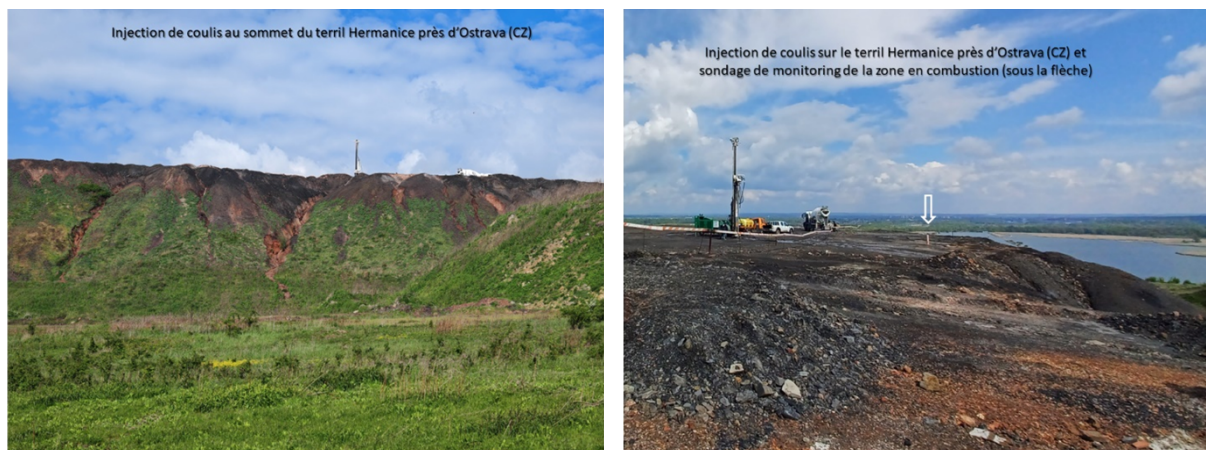 Injection de coulis au sommet du terril Hermanice près d'Ostrava (CZ)
Injection de coulis sur le terril Hermanice près d'Ostrava (CZ) et
sondage de monitoring de la zone en combustion (sous la flèche)